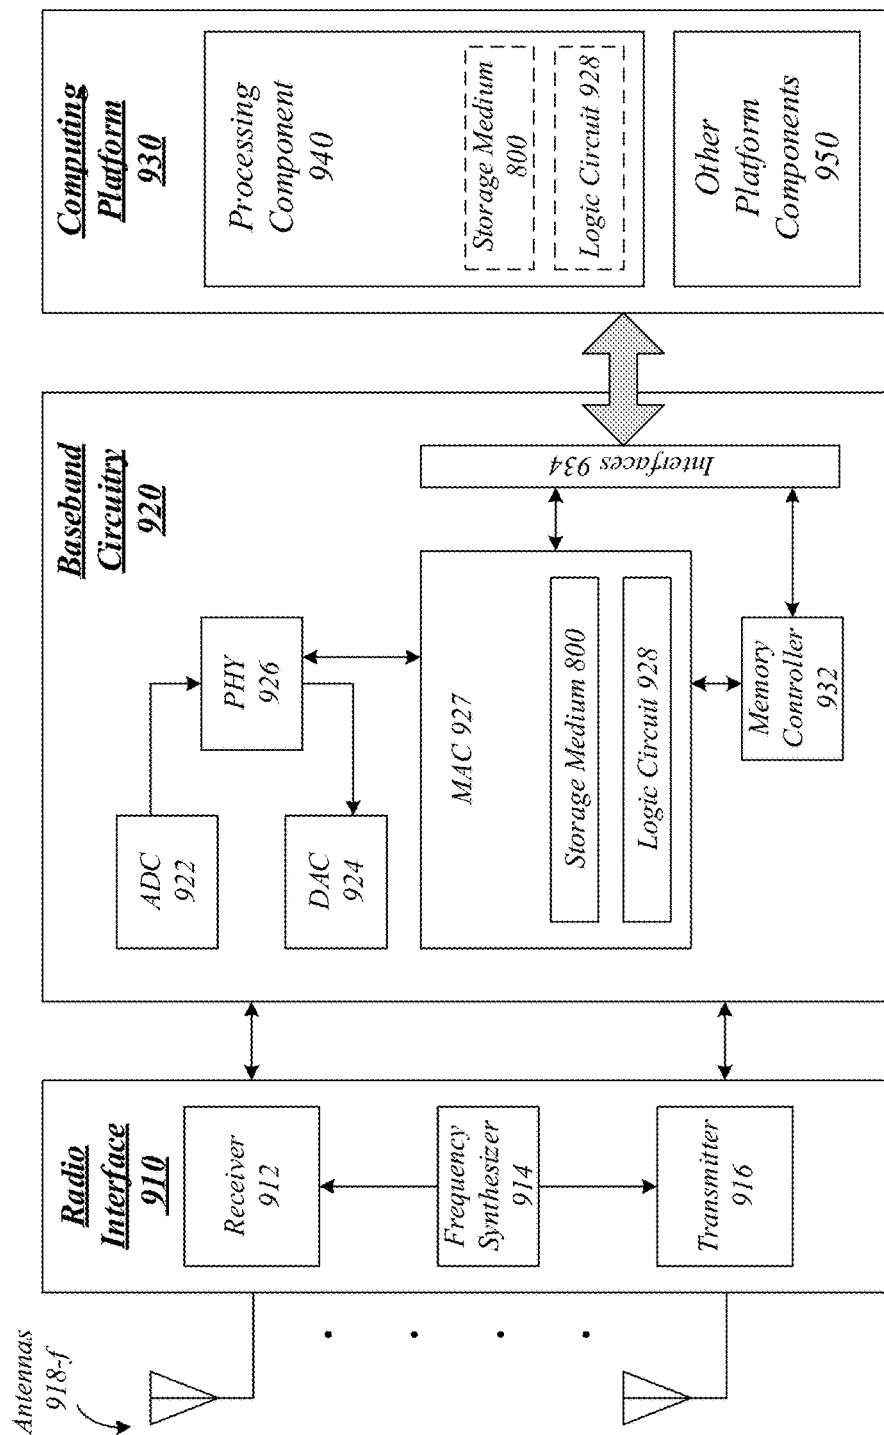 Antennas
918-f
Radio
Interface
910
Receiver
912
Frequency
Synthesizer
914
Transmitter
916
Baseband
Circuitry
920
ADC
922
PHY
926
DAC
924
MAC 927
Storage Medium 800
Logic Circuit 928
Memory
Controller
932
Interfaces 934
Computing
Platform
930
Processing
Component
940
Storage Medium
800
Logic Circuit 928
Other
Platform
Components
950